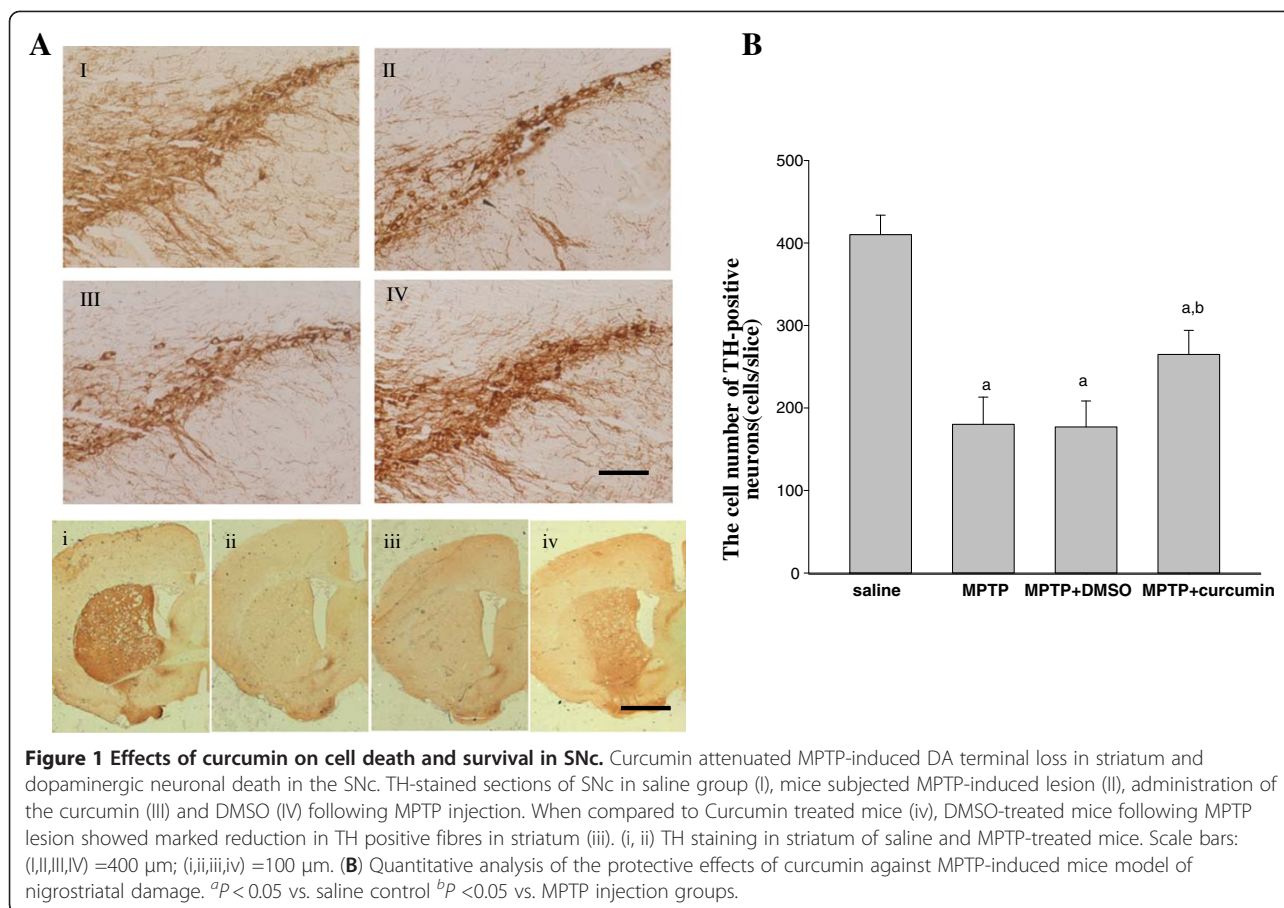 A
B
I
II
III
IV
i
ii
iii
iv
500
400
300
200
100
0
The cell number of TH-positive
neurons(cells/slice)
a
a
a,b
saline
MPTP
MPTP+DMSO
MPTP+curcumin
Figure 1 Effects of curcumin on cell death and survival in SNc. Curcumin attenuated MPTP-induced DA terminal loss in striatum and
dopaminergic neuronal death in the SNc. TH-stained sections of SNc in saline group (I), mice subjected MPTP-induced lesion (II), administration of
the curcumin (III) and DMSO (IV) following MPTP injection. When compared to Curcumin treated mice (iv), DMSO-treated mice following MPTP
lesion showed marked reduction in TH positive fibres in striatum (iii). (i, ii) TH staining in striatum of saline and MPTP-treated mice. Scale bars:
(I,II,III,IV) =400 μm; (i,ii,iii,iv) =100 μm. (B) Quantitative analysis of the protective effects of curcumin against MPTP-induced mice model of
nigrostriatal damage. aP < 0.05 vs. saline control bP <0.05 vs. MPTP injection groups.